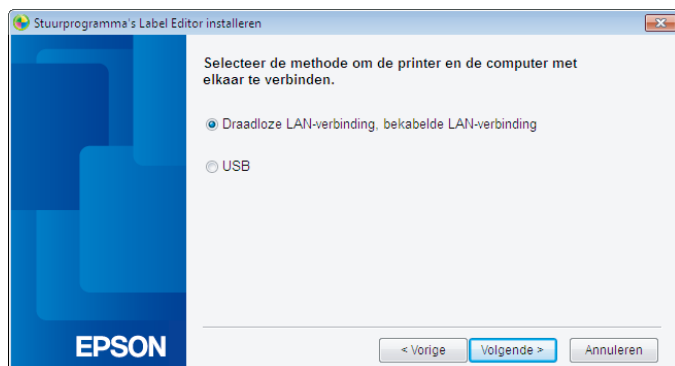 Stuurprogramma's Label Editor installeren
Selecteer de methode om de printer en de computer met
elkaar te verbinden.
Draadloze LAN-verbinding, bekabelde LAN-verbinding
USB
EPSON
< Vorige
Volgende >
Annuleren